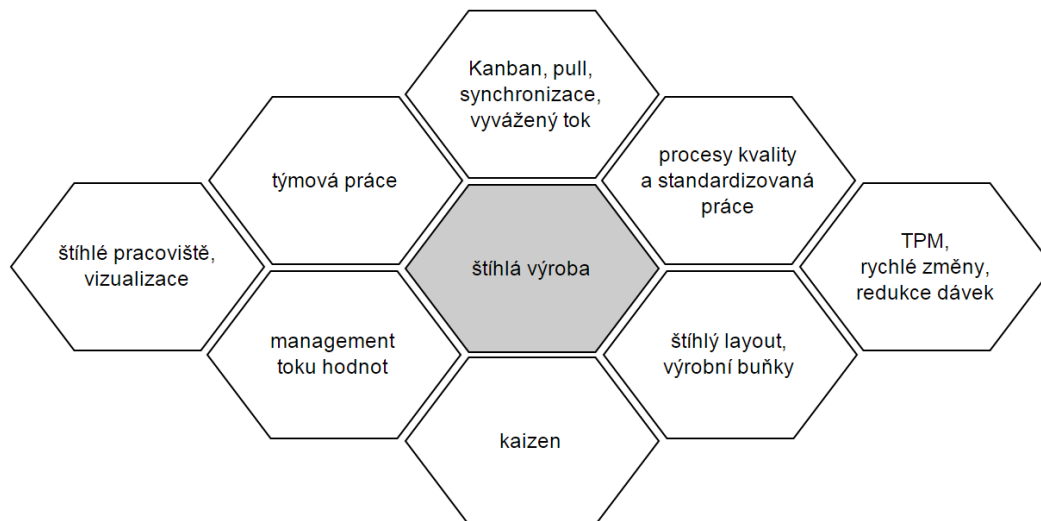 Kanban, pull,
synchronizace,
vyvážený tok
týmová práce
procesy kvality
a standardizovaná
práce
štíhlé pracoviště,
vizualizace
štíhlá výroba
TPM,
rychlé změny,
redukce dávek
management
toku hodnot
štíhlý layout,
výrobní buňky
kaizen